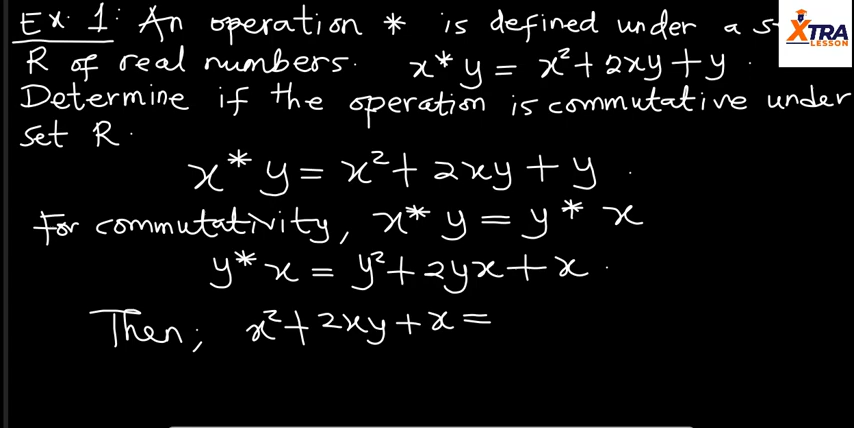 Ex. 1: An operation * is defined under a s
R of real numbers. x * y = x² + 2xy + y.
Determine if the operation is commutative under
set R.
x * y = x² + 2xy + y.
For commutativity, x * y = y * x
y * x = y² + 2yx + x.
Then; x² + 2xy + x =
XTRA
LESSON